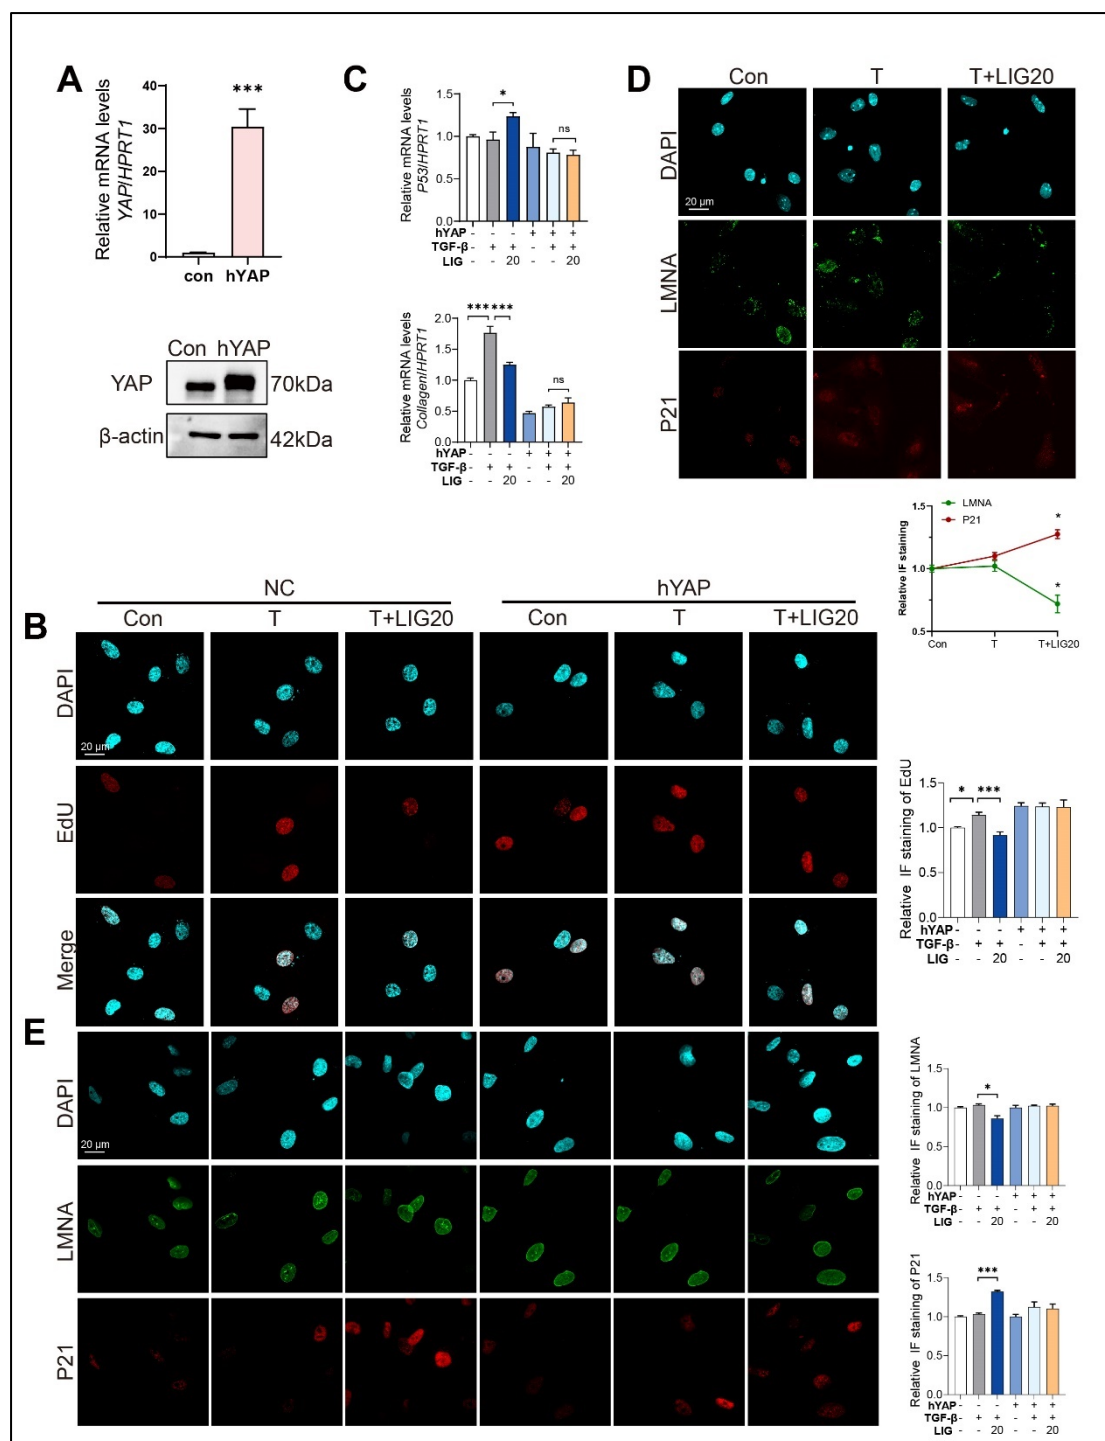 A
Relative mRNA levels
YAP/HPRT1
40
30
20
10
0
***
con hYAP
Con hYAP
YAP 70kDa
β-actin 42kDa
C
Relative mRNA levels
P53/HPRT1
1.5
1.0
0.5
0.0
* ns
hYAP - - - + + +
TGF-β - + + - + +
LIG - - 20 - - 20
Relative mRNA levels
Collagen/HPRT1
2.0
1.5
1.0
0.5
0.0
*** *** ns
hYAP - - - + + +
TGF-β - + + - + +
LIG - - 20 - - 20
D
Con T T+LIG20
DAPI
20 μm
LMNA
P21
Relative IF staining
1.5
1.0
0.5
LMNA
P21
*
*
Con T T+LIG20
B
NC hYAP
Con T T+LIG20 Con T T+LIG20
DAPI
20 μm
EdU
Merge
Relative IF staining of EdU
1.5
1.0
0.5
0.0
* ***
hYAP - - - + + +
TGF-β - + + - + +
LIG - - 20 - - 20
E
DAPI
20 μm
LMNA
P21
Relative IF staining of LMNA
1.5
1.0
0.5
0.0
*
hYAP - - - + + +
TGF-β - + + - + +
LIG - - 20 - - 20
Relative IF staining of P21
1.5
1.0
0.5
0.0
***
hYAP - - - + + +
TGF-β - + + - + +
LIG - - 20 - - 20